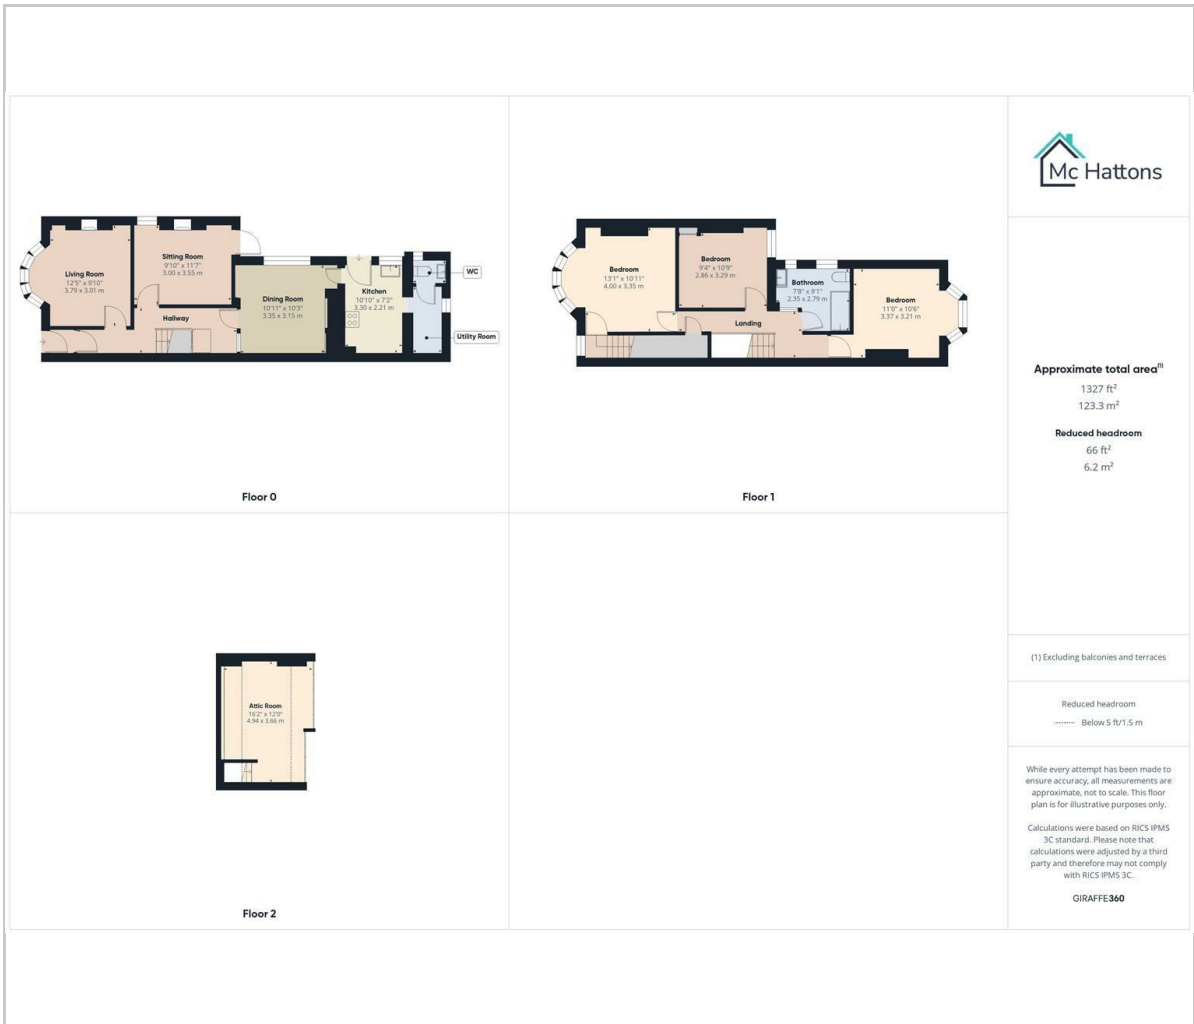 Living Room
12'5" x 9'10"
3.79 x 3.01 m
Sitting Room
9'10" x 11'7"
3.00 x 3.55 m
Hallway
Dining Room
10'11" x 10'3"
3.35 x 3.15 m
Kitchen
10'10" x 7'2"
3.30 x 2.21 m
WC
Utility Room
Floor 0
Bedroom
13'1" x 10'11"
4.00 x 3.35 m
Bedroom
9'4" x 10'9"
2.86 x 3.29 m
Bathroom
7'8" x 9'1"
2.35 x 2.79 m
Bedroom
11'0" x 10'6"
3.37 x 3.21 m
Landing
Floor 1
Attic Room
16'2" x 12'0"
4.94 x 3.66 m
Floor 2
Mc Hattons
Approximate total area(1)
1327 ft²
123.3 m²
Reduced headroom
66 ft²
6.2 m²
(1) Excluding balconies and terraces
Reduced headroom
Below 5 ft/1.5 m
While every attempt has been made to
ensure accuracy, all measurements are
approximate, not to scale. This floor
plan is for illustrative purposes only.
Calculations were based on RICS IPMS
3C standard. Please note that
calculations were adjusted by a third
party and therefore may not comply
with RICS IPMS 3C.
GIRAFFE360